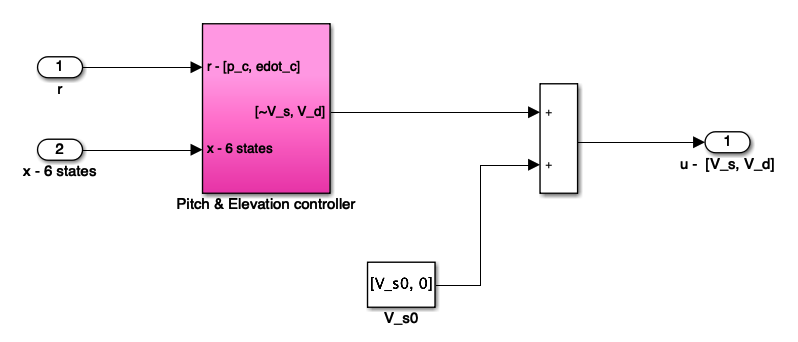 1
r
r - [p_c, edot_c]
[~V_s, V_d]
2
x - 6 states
x - 6 states
Pitch & Elevation controller
+
+
1
u - [V_s, V_d]
[V_s0, 0]
V_s0